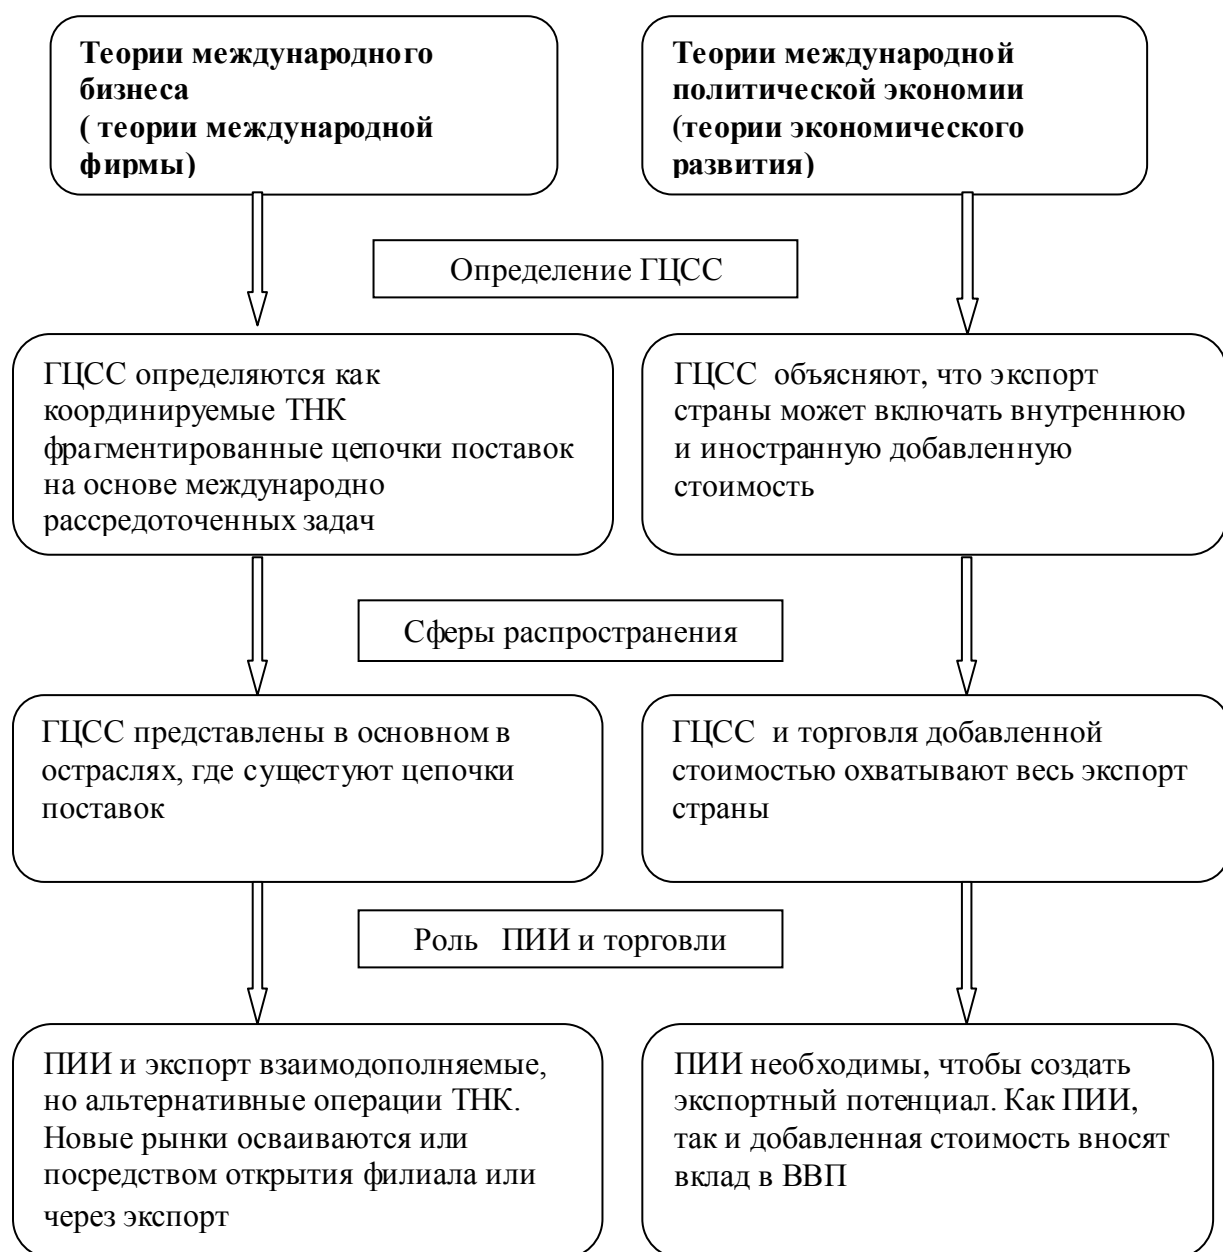 Теории международного
бизнеса
( теории международной
фирмы)
Теории международной
политической экономии
(теории экономического
развития)
Определение ГЦСС
ГЦСС определяются как
координируемые ТНК
фрагментированные цепочки поставок
на основе международно
рассредоточенных задач
ГЦСС объясняют, что экспорт
страны может включать внутреннюю
и иностранную добавленную
стоимость
Сферы распространения
ГЦСС представлены в основном в
остраслях, где сущестуют цепочки
поставок
ГЦСС и торговля добавленной
стоимостью охватывают весь экспорт
страны
Роль ПИИ и торговли
ПИИ и экспорт взаимодополняемые,
но альтернативные операции ТНК.
Новые рынки осваиваются или
посредством открытия филиала или
через экспорт
ПИИ необходимы, чтобы создать
экспортный потенциал. Как ПИИ,
так и добавленная стоимость вносят
вклад в ВВП